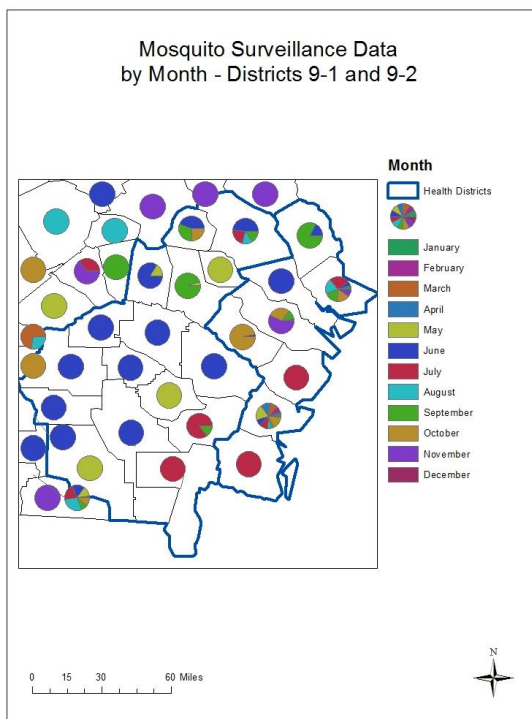 Mosquito Surveillance Data
by Month - Districts 9-1 and 9-2
Month
Health Districts
January
February
March
April
May
June
July
August
September
October
November
December
0 15 30 60 Miles
N